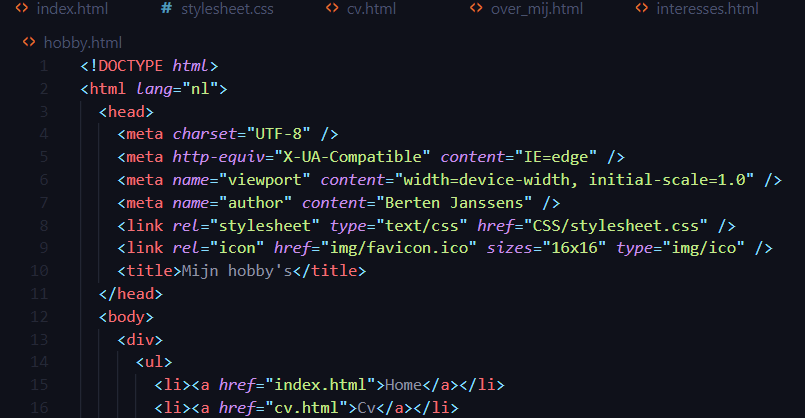 index.html stylesheet.css cv.html over_mij.html interesses.html
hobby.html
1 <!DOCTYPE html>
2 <html lang="nl">
3 <head>
4 <meta charset="UTF-8" />
5 <meta http-equiv="X-UA-Compatible" content="IE=edge" />
6 <meta name="viewport" content="width=device-width, initial-scale=1.0" />
7 <meta name="author" content="Berten Janssens" />
8 <link rel="stylesheet" type="text/css" href="CSS/stylesheet.css" />
9 <link rel="icon" href="img/favicon.ico" sizes="16x16" type="img/ico" />
10 <title>Mijn hobby's</title>
11 </head>
12 <body>
13 <div>
14 <ul>
15 <li><a href="index.html">Home</a></li>
16 <li><a href="cv.html">Cv</a></li>